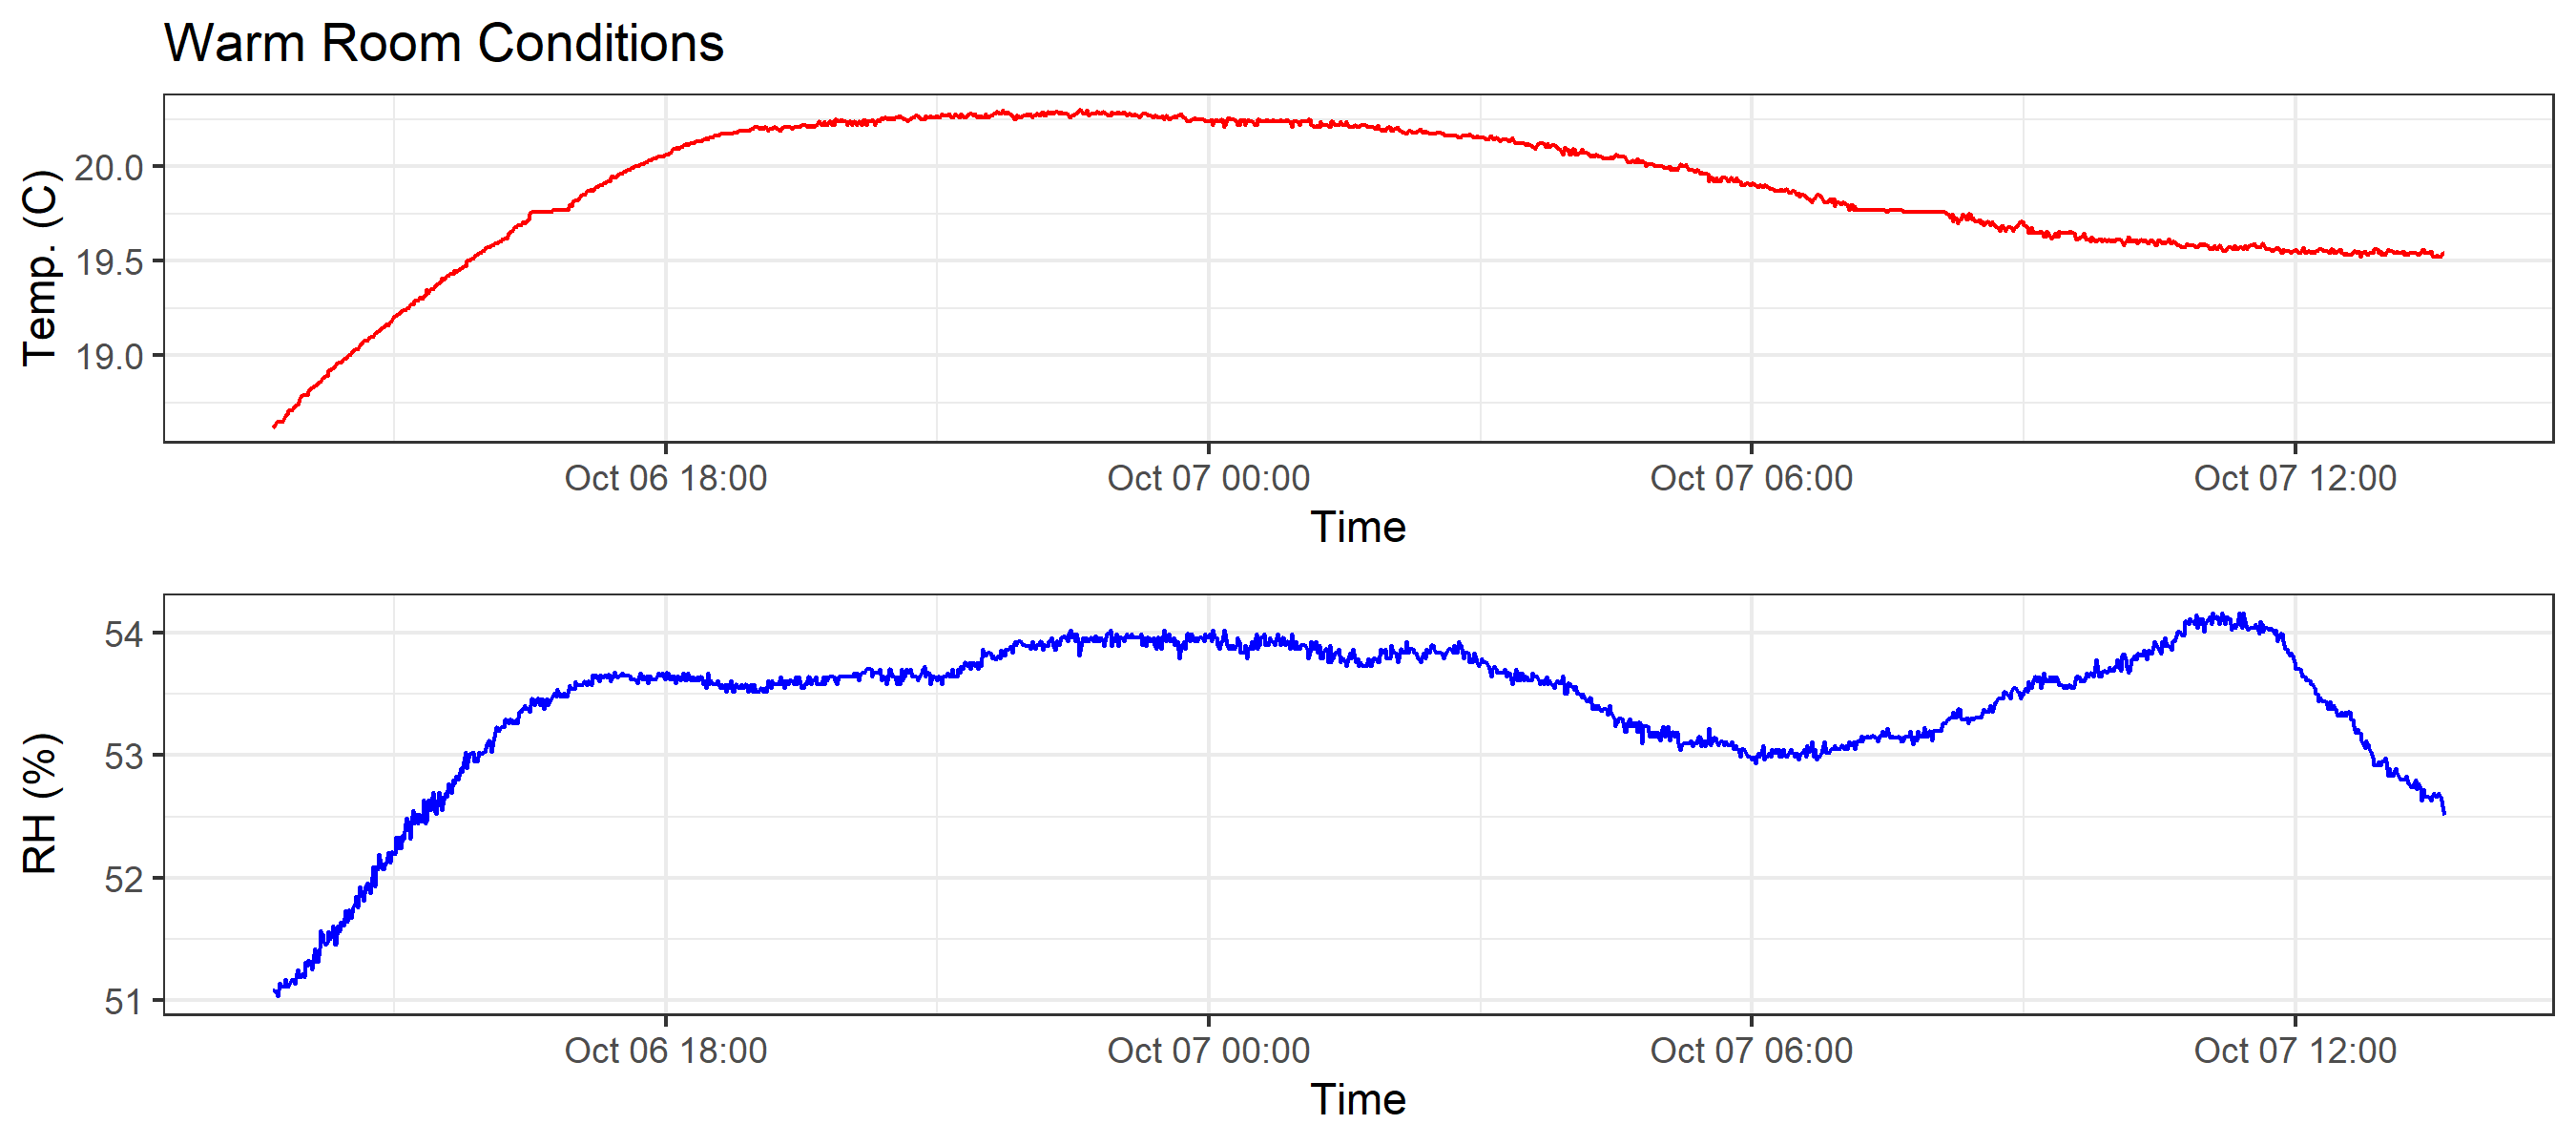 Warm Room Conditions
Temp. (C)
20.0
19.5
19.0
Oct 06 18:00 Oct 07 00:00 Oct 07 06:00 Oct 07 12:00
Time
RH (%)
54
53
52
51
Oct 06 18:00 Oct 07 00:00 Oct 07 06:00 Oct 07 12:00
Time